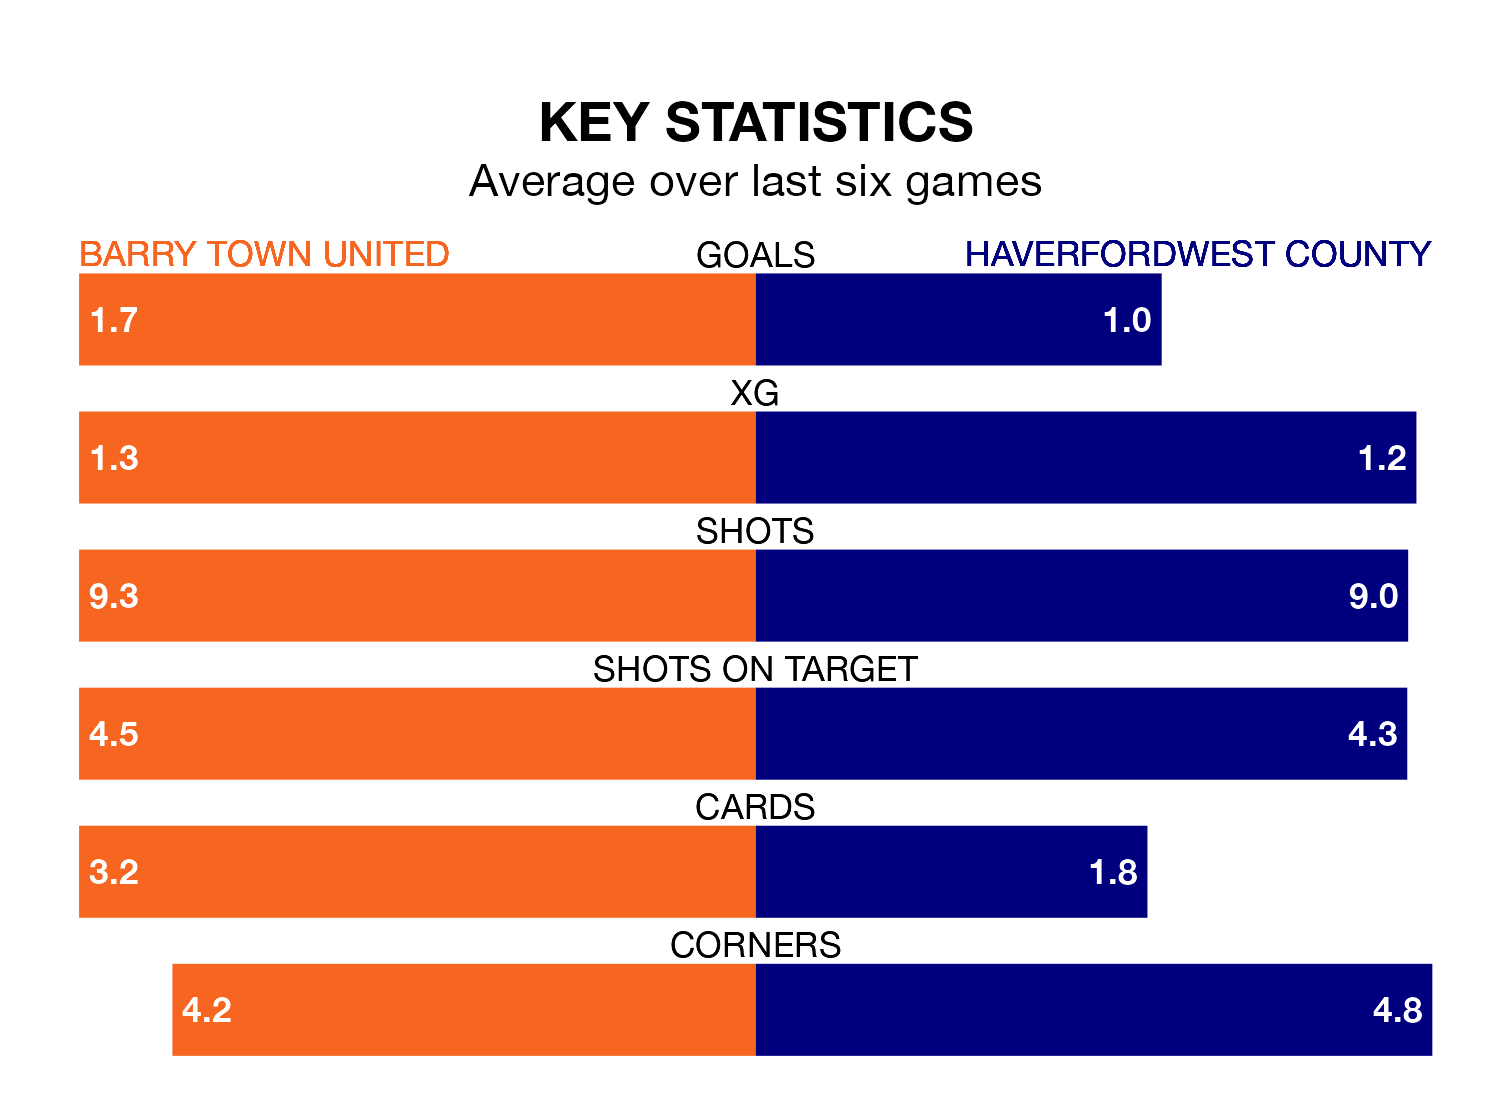 KEY STATISTICS
Average over last six games
BARRY TOWN UNITED GOALS HAVERFORDWEST COUNTY
1.7 1.0
XG
1.3 1.2
SHOTS
9.3 9.0
SHOTS ON TARGET
4.5 4.3
CARDS
3.2 1.8
CORNERS
4.2 4.8